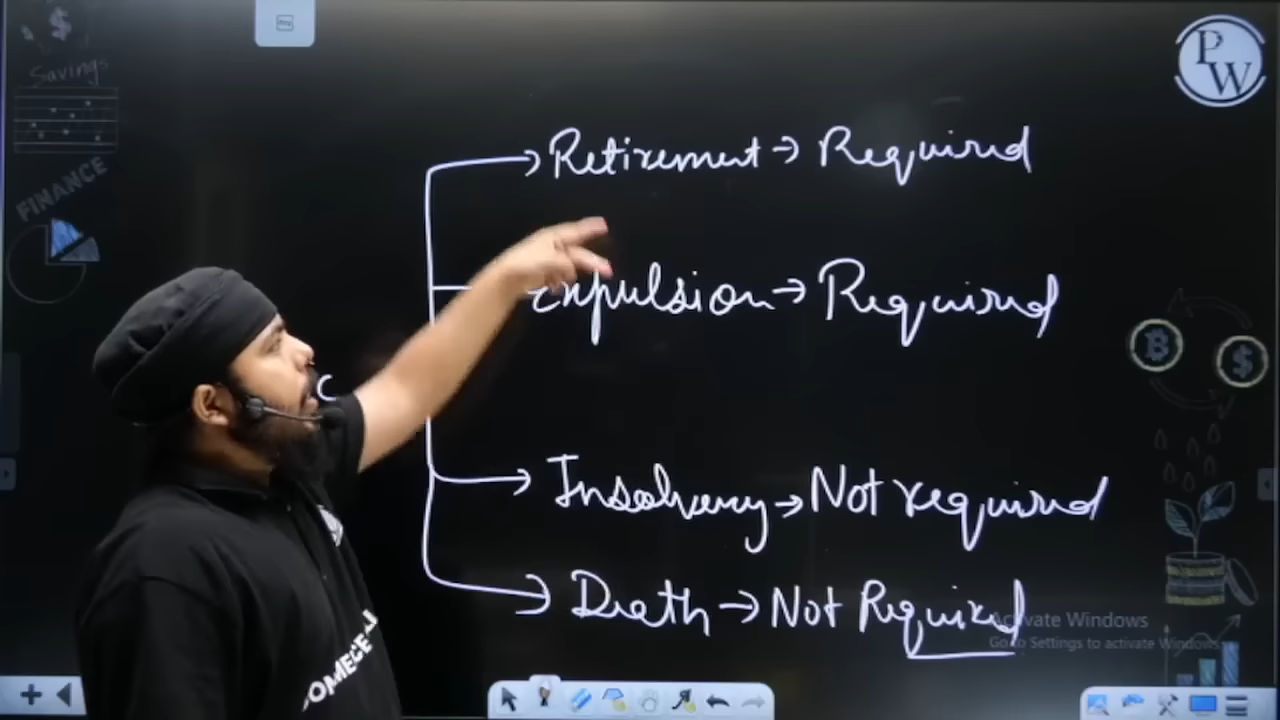 Savings
FINANCE
P
W
Retirement → Required
Expulsion → Required
Insolvency → Not required
Death → Not Required
Activate Windows
Go to Settings to activate Windows.